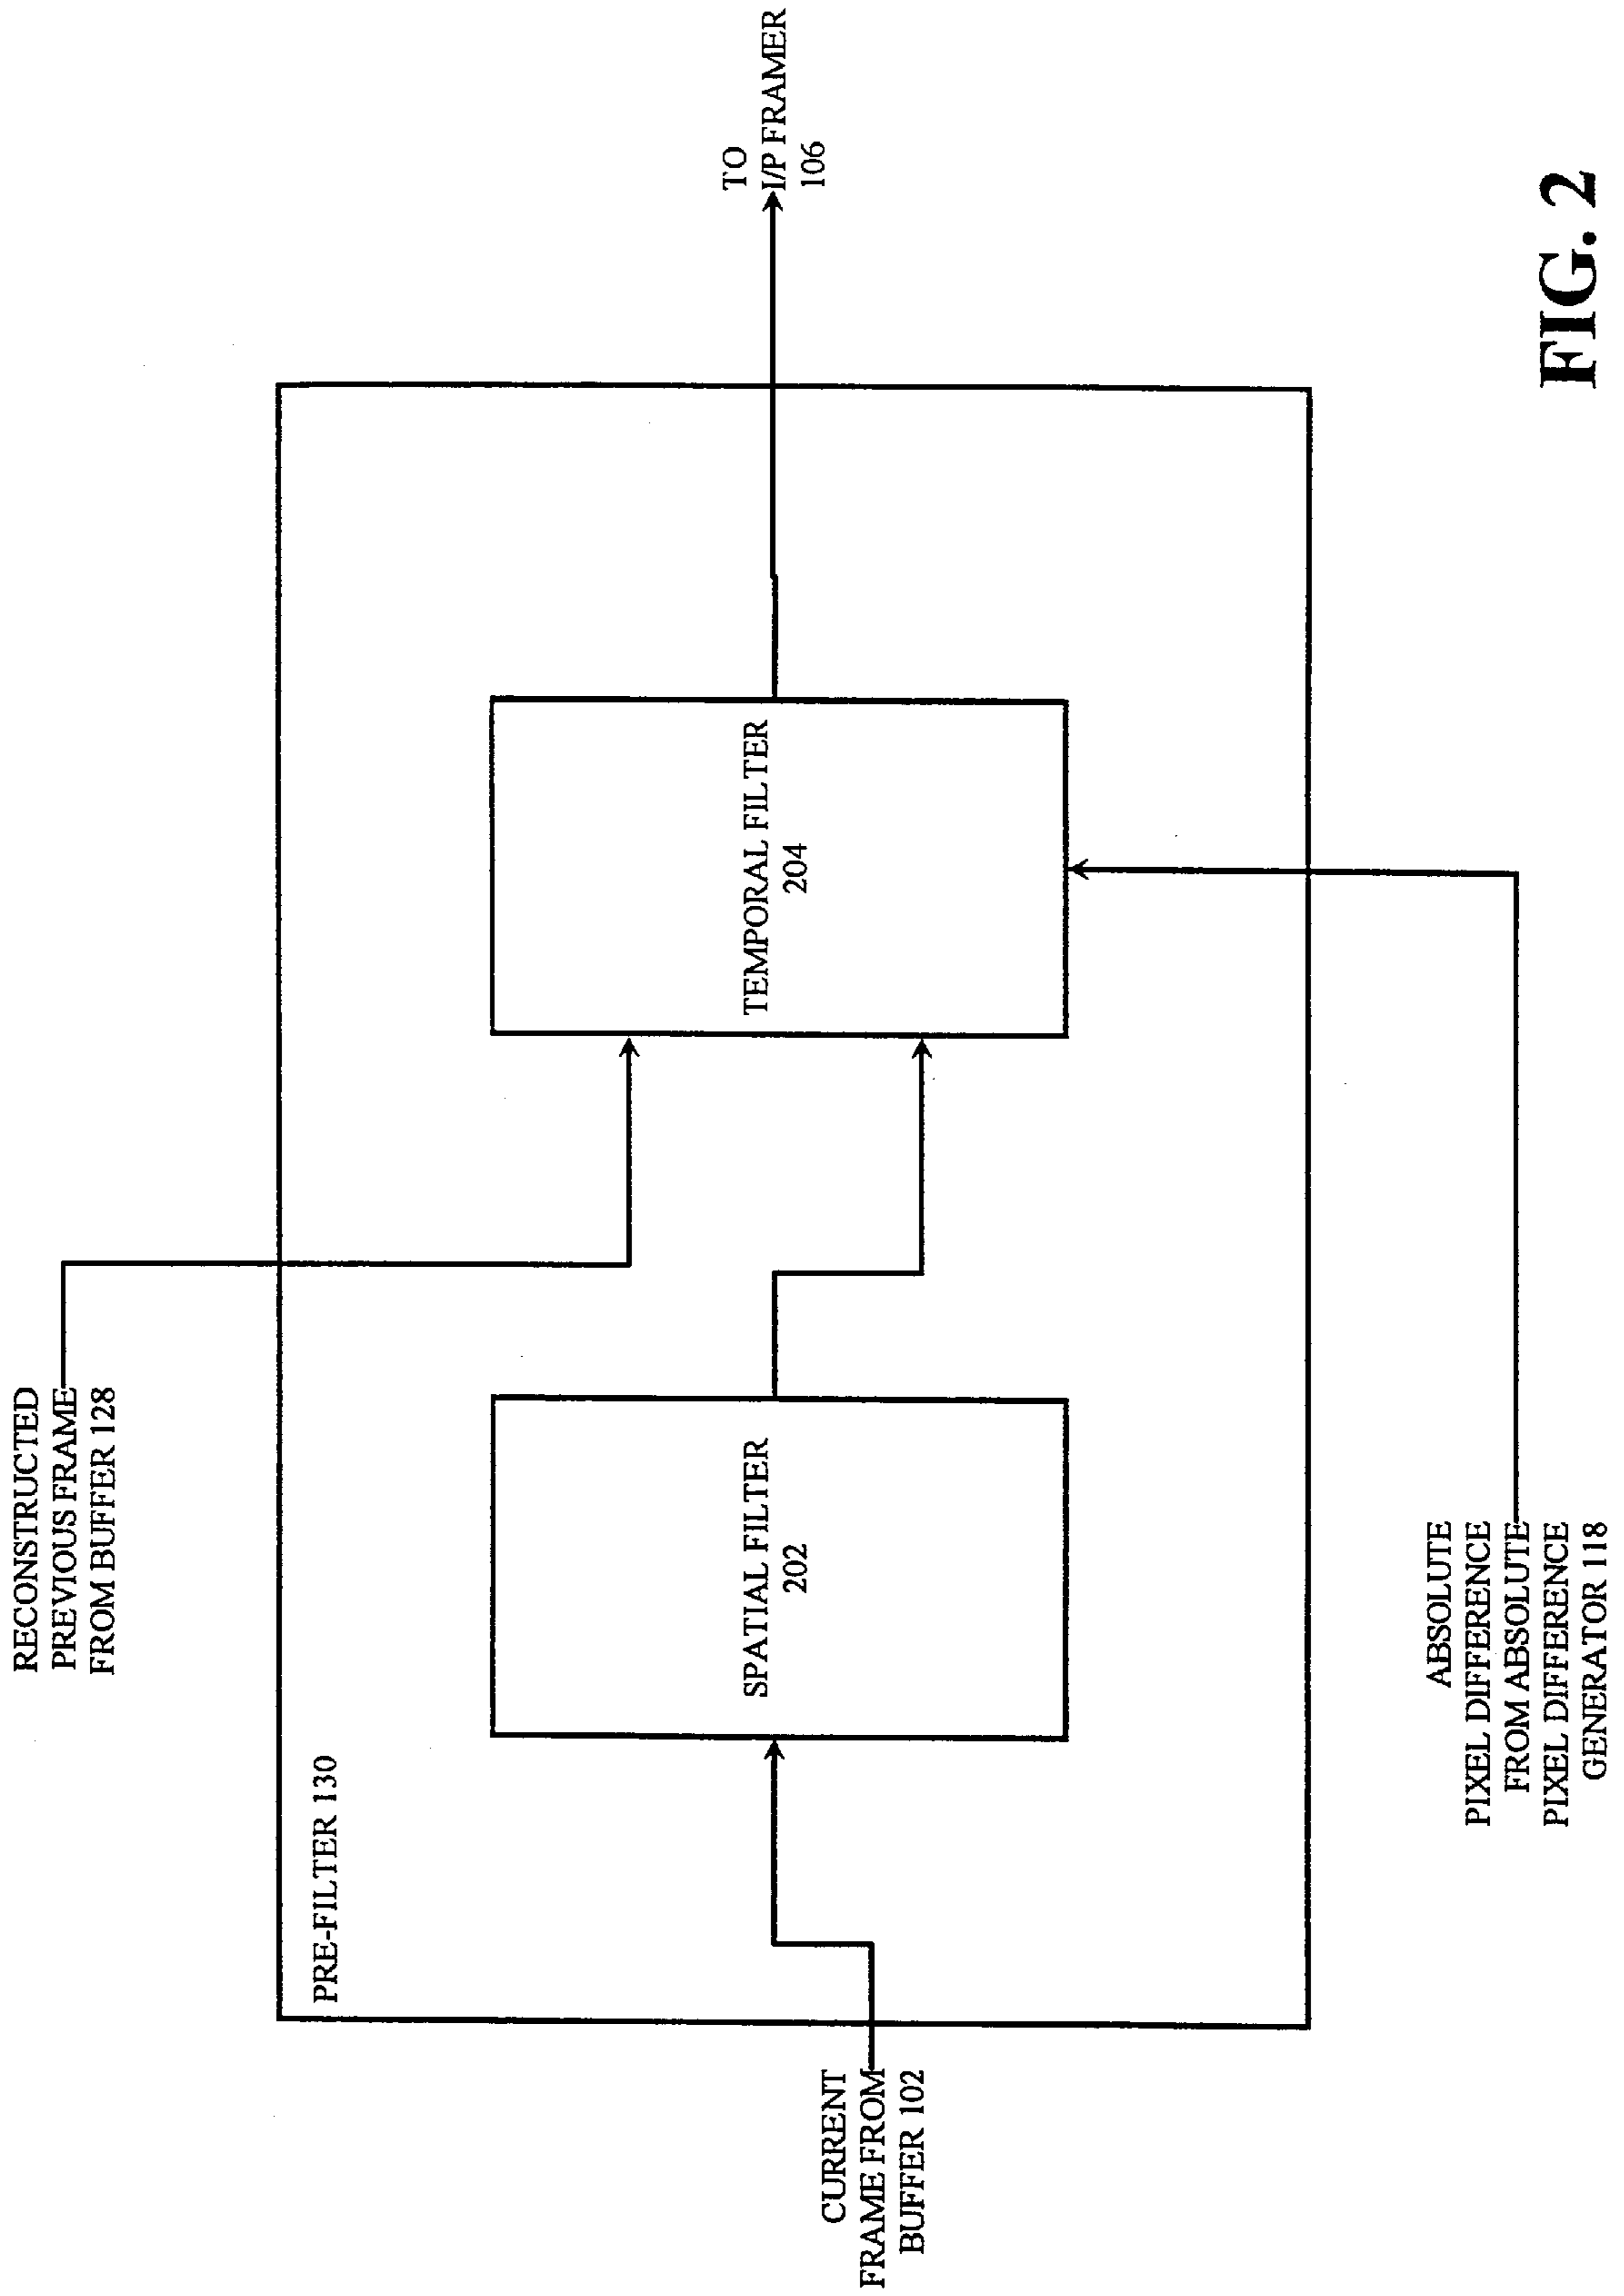 RECONSTRUCTED
PREVIOUS FRAME
FROM BUFFER 128
PRE-FILTER 130
CURRENT
FRAME FROM
BUFFER 102
SPATIAL FILTER
202
TEMPORAL FILTER
204
TO
I/P FRAMER
106
ABSOLUTE
PIXEL DIFFERENCE
FROM ABSOLUTE
PIXEL DIFFERENCE
GENERATOR 118
FIG. 2